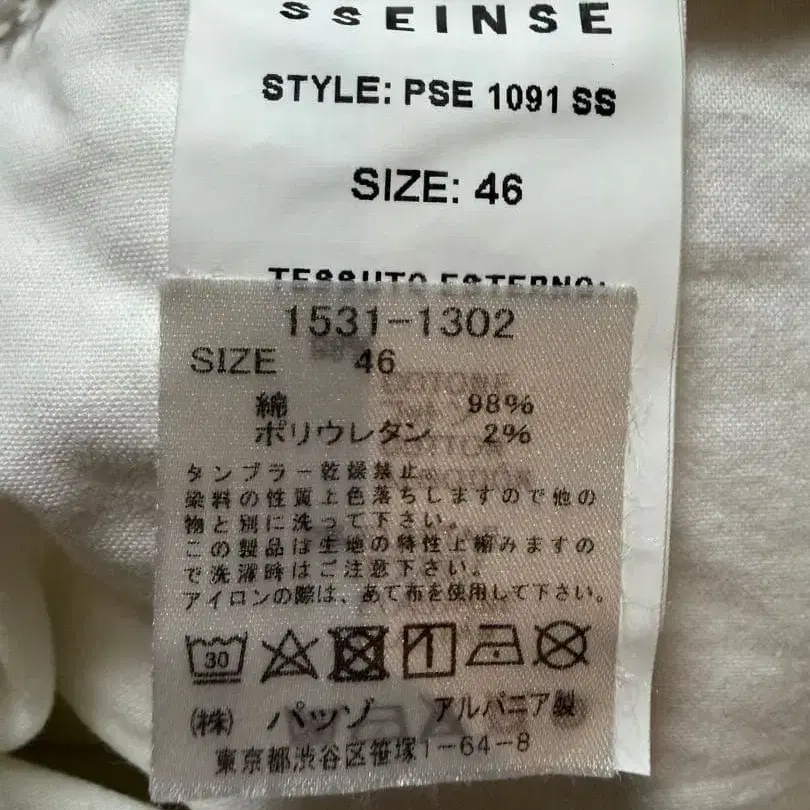 SSEINSE
STYLE: PSE 1091 SS
SIZE: 46
TESSUTO ESTERNO:
1531-1302
SIZE 46
綿 98%
ポリウレタン 2%
タンブラー乾燥禁止。
染料の性質上色落ちしますので他の
物と別に洗って下さい。
この製品は生地の特性上縮みますの
で洗濯時はご注意下さい。
アイロンの際は、あて布を使用して下さい。
30
㈱ パッゾ アルバニア製
東京都渋谷区笹塚1-64-8